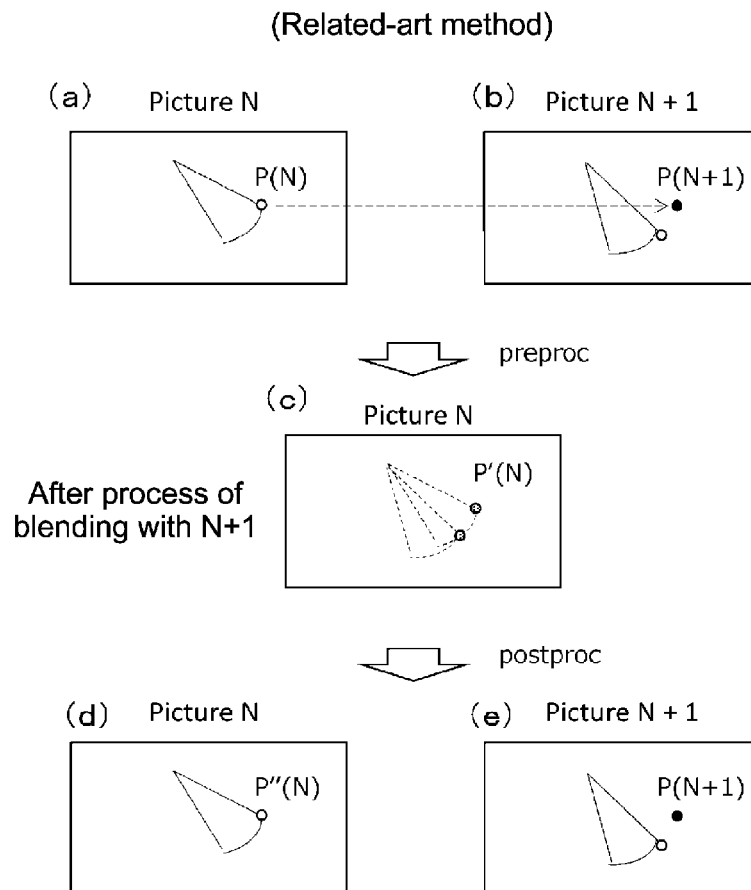 (Related-art method)
(a)
Picture N
P(N)
(b)
Picture N + 1
P(N+1)
preproc
(c)
Picture N
P'(N)
After process of
blending with N+1
postproc
(d)
Picture N
P''(N)
(e)
Picture N + 1
P(N+1)